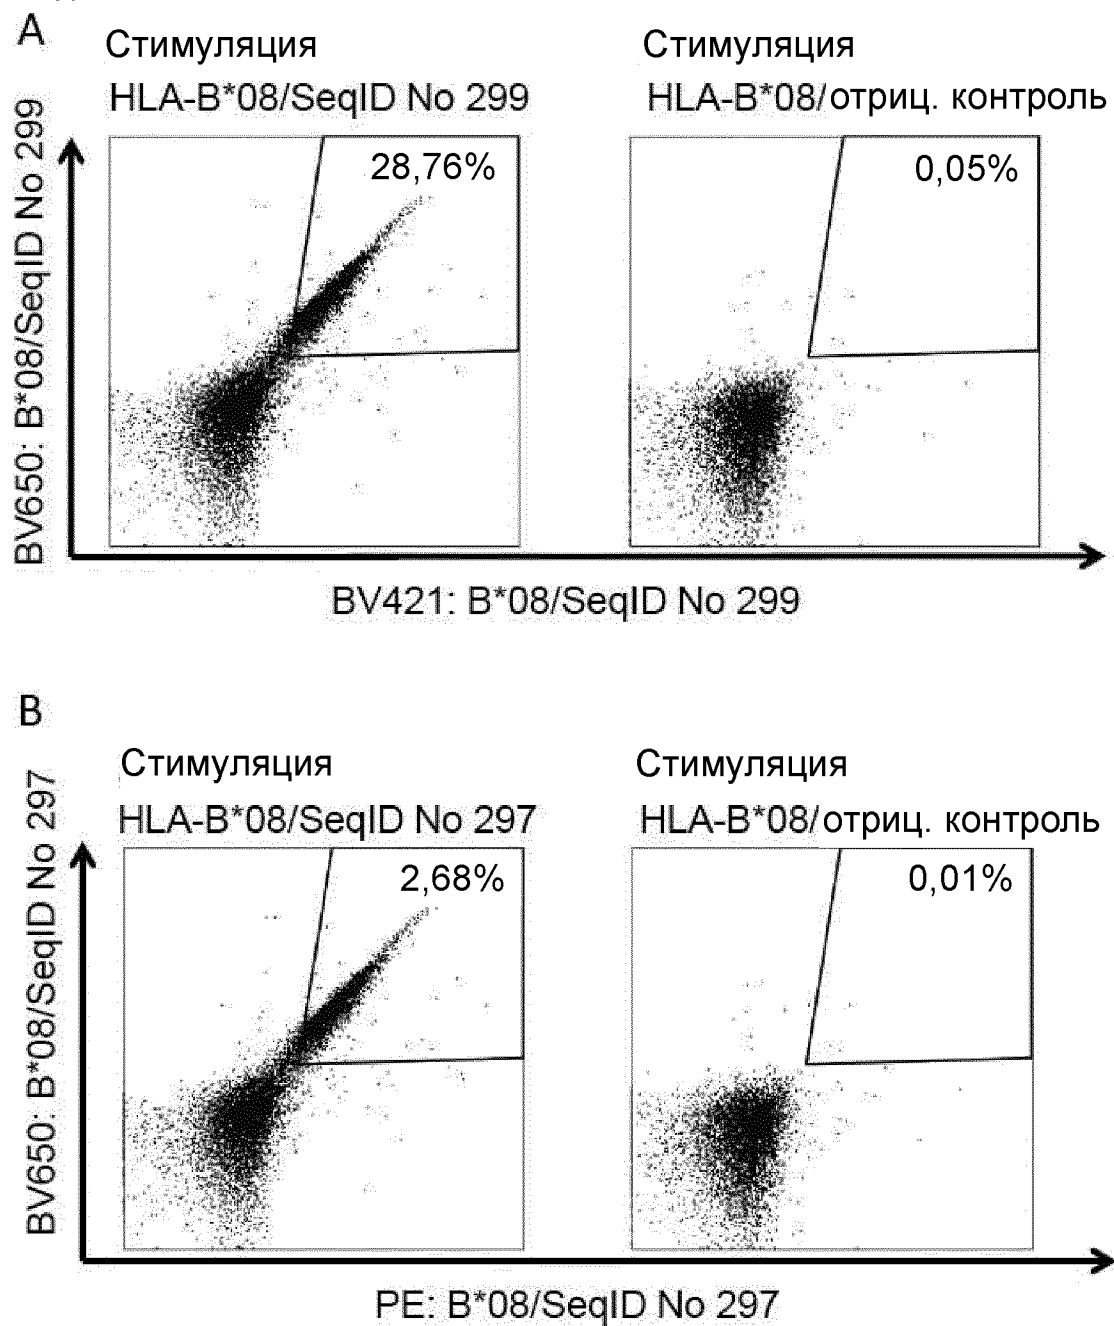 A
Стимуляция
HLA-B*08/SeqID No 299
Стимуляция
HLA-B*08/отриц. контроль
BV650: B*08/SeqID No 299
28,76%
0,05%
BV421: B*08/SeqID No 299
B
Стимуляция
HLA-B*08/SeqID No 297
Стимуляция
HLA-B*08/отриц. контроль
BV650: B*08/SeqID No 297
2,68%
0,01%
PE: B*08/SeqID No 297